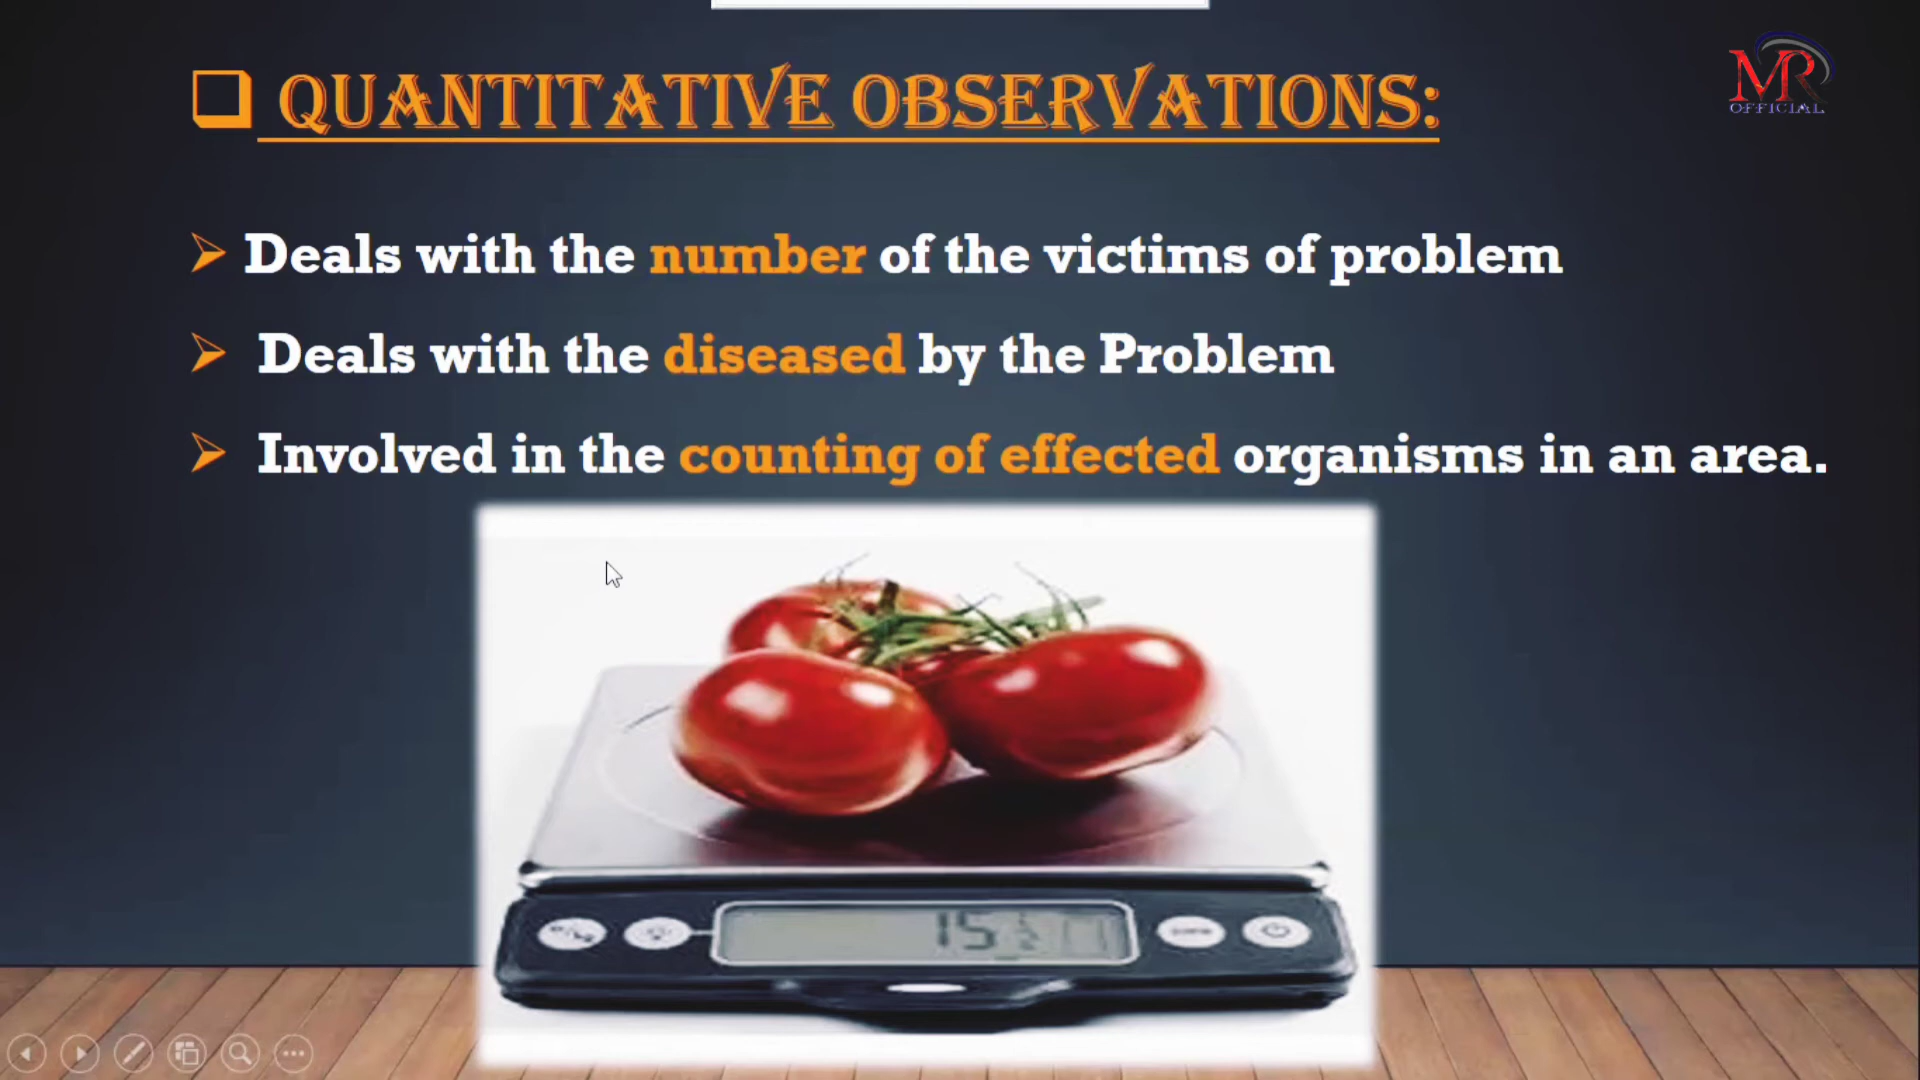 QUANTITATIVE OBSERVATIONS:
MR
OFFICIAL
Deals with the number of the victims of problem
Deals with the diseased by the Problem
Involved in the counting of effected organisms in an area.
15